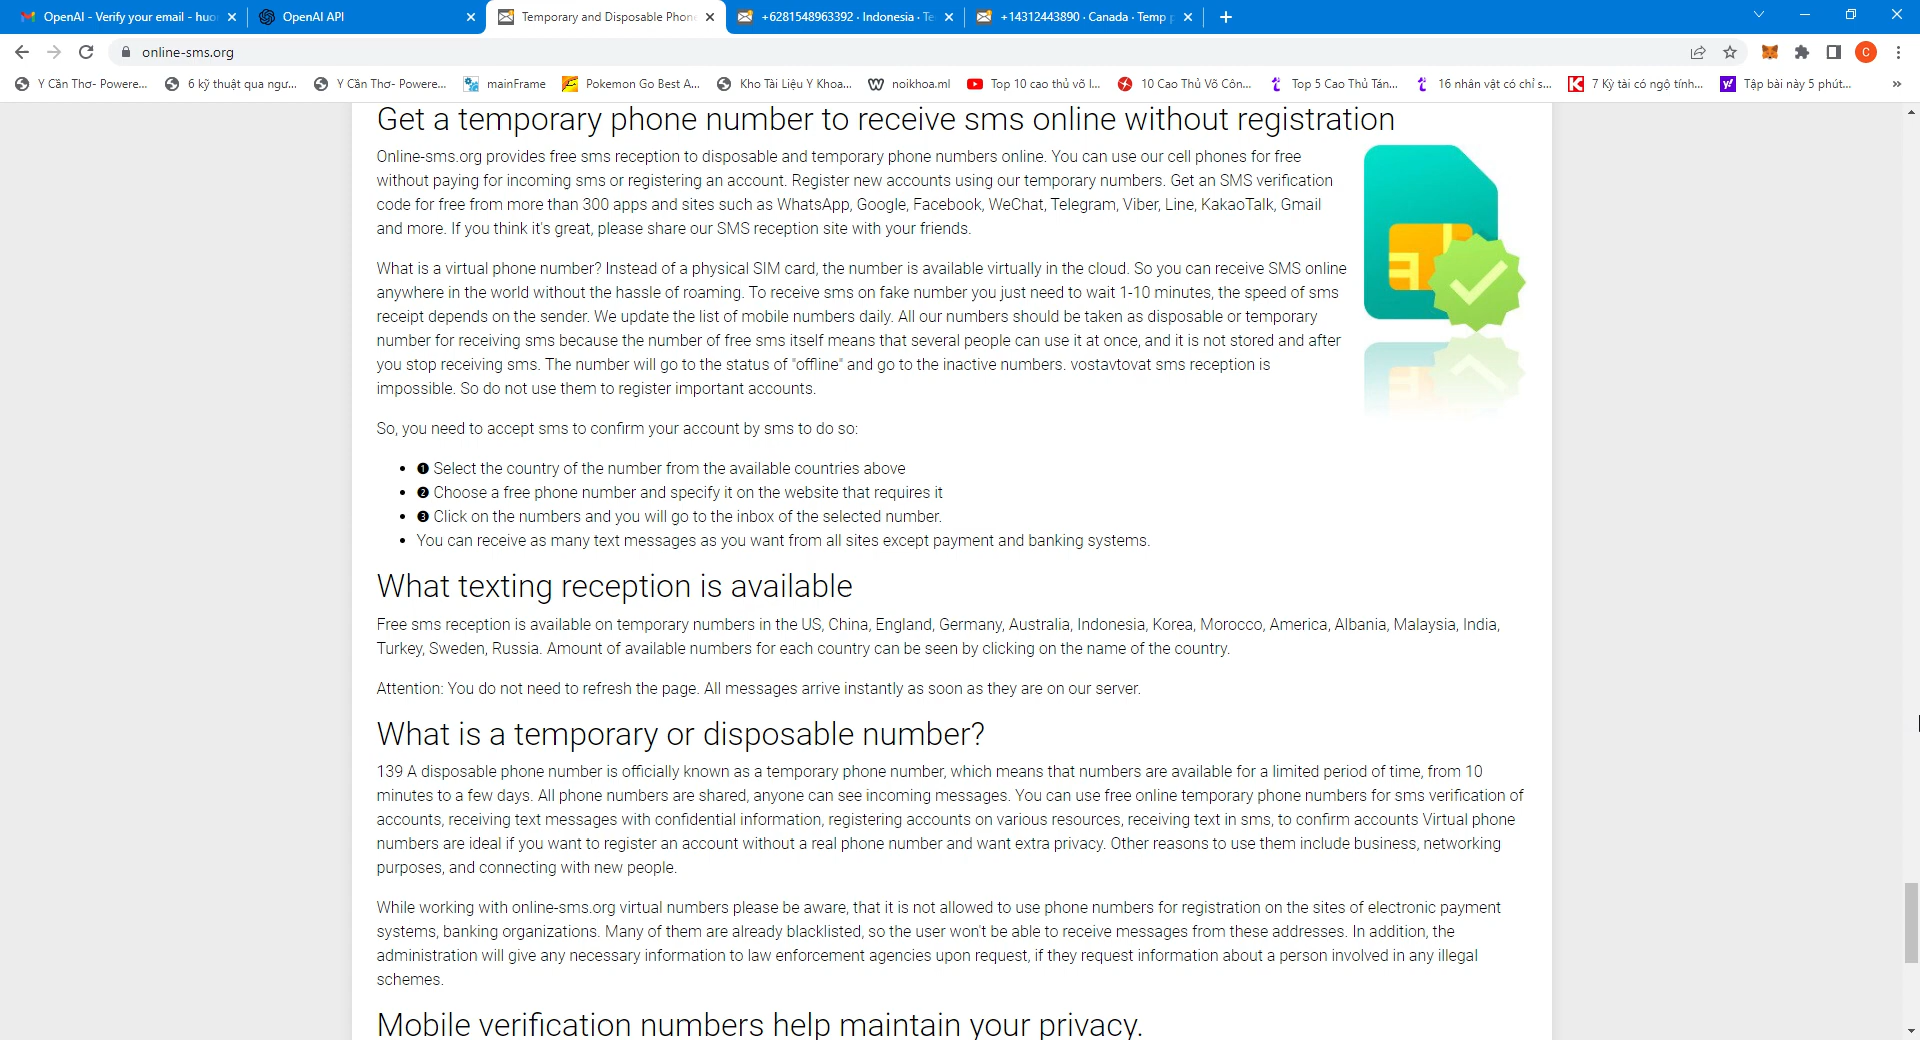 OpenAI - Verify your email - huo
OpenAI API
Temporary and Disposable Phon
+6281548963392 · Indonesia · Te
+14312443890 · Canada · Temp p
online-sms.org
C
Y Cần Thơ- Powere...
6 kỹ thuật qua ngư...
Y Cần Thơ- Powere...
mainFrame
Pokemon Go Best A...
Kho Tài Liệu Y Khoa...
noikhoa.ml
Top 10 cao thủ võ l...
10 Cao Thủ Võ Côn...
Top 5 Cao Thủ Tán...
16 nhân vật có chỉ s...
7 Kỳ tài có ngộ tính...
Tập bài này 5 phút...
Get a temporary phone number to receive sms online without registration
Online-sms.org provides free sms reception to disposable and temporary phone numbers online. You can use our cell phones for free
without paying for incoming sms or registering an account. Register new accounts using our temporary numbers. Get an SMS verification
code for free from more than 300 apps and sites such as WhatsApp, Google, Facebook, WeChat, Telegram, Viber, Line, KakaoTalk, Gmail
and more. If you think it's great, please share our SMS reception site with your friends.
What is a virtual phone number? Instead of a physical SIM card, the number is available virtually in the cloud. So you can receive SMS online
anywhere in the world without the hassle of roaming. To receive sms on fake number you just need to wait 1-10 minutes, the speed of sms
receipt depends on the sender. We update the list of mobile numbers daily. All our numbers should be taken as disposable or temporary
number for receiving sms because the number of free sms itself means that several people can use it at once, and it is not stored and after
you stop receiving sms. The number will go to the status of "offline" and go to the inactive numbers. vostavtovat sms reception is
impossible. So do not use them to register important accounts.
So, you need to accept sms to confirm your account by sms to do so:
• ❶ Select the country of the number from the available countries above
• ❷ Choose a free phone number and specify it on the website that requires it
• ❸ Click on the numbers and you will go to the inbox of the selected number.
• You can receive as many text messages as you want from all sites except payment and banking systems.
What texting reception is available
Free sms reception is available on temporary numbers in the US, China, England, Germany, Australia, Indonesia, Korea, Morocco, America, Albania, Malaysia, India,
Turkey, Sweden, Russia. Amount of available numbers for each country can be seen by clicking on the name of the country.
Attention: You do not need to refresh the page. All messages arrive instantly as soon as they are on our server.
What is a temporary or disposable number?
139 A disposable phone number is officially known as a temporary phone number, which means that numbers are available for a limited period of time, from 10
minutes to a few days. All phone numbers are shared, anyone can see incoming messages. You can use free online temporary phone numbers for sms verification of
accounts, receiving text messages with confidential information, registering accounts on various resources, receiving text in sms, to confirm accounts Virtual phone
numbers are ideal if you want to register an account without a real phone number and want extra privacy. Other reasons to use them include business, networking
purposes, and connecting with new people.
While working with online-sms.org virtual numbers please be aware, that it is not allowed to use phone numbers for registration on the sites of electronic payment
systems, banking organizations. Many of them are already blacklisted, so the user won't be able to receive messages from these addresses. In addition, the
administration will give any necessary information to law enforcement agencies upon request, if they request information about a person involved in any illegal
schemes.
Mobile verification numbers help maintain your privacy.